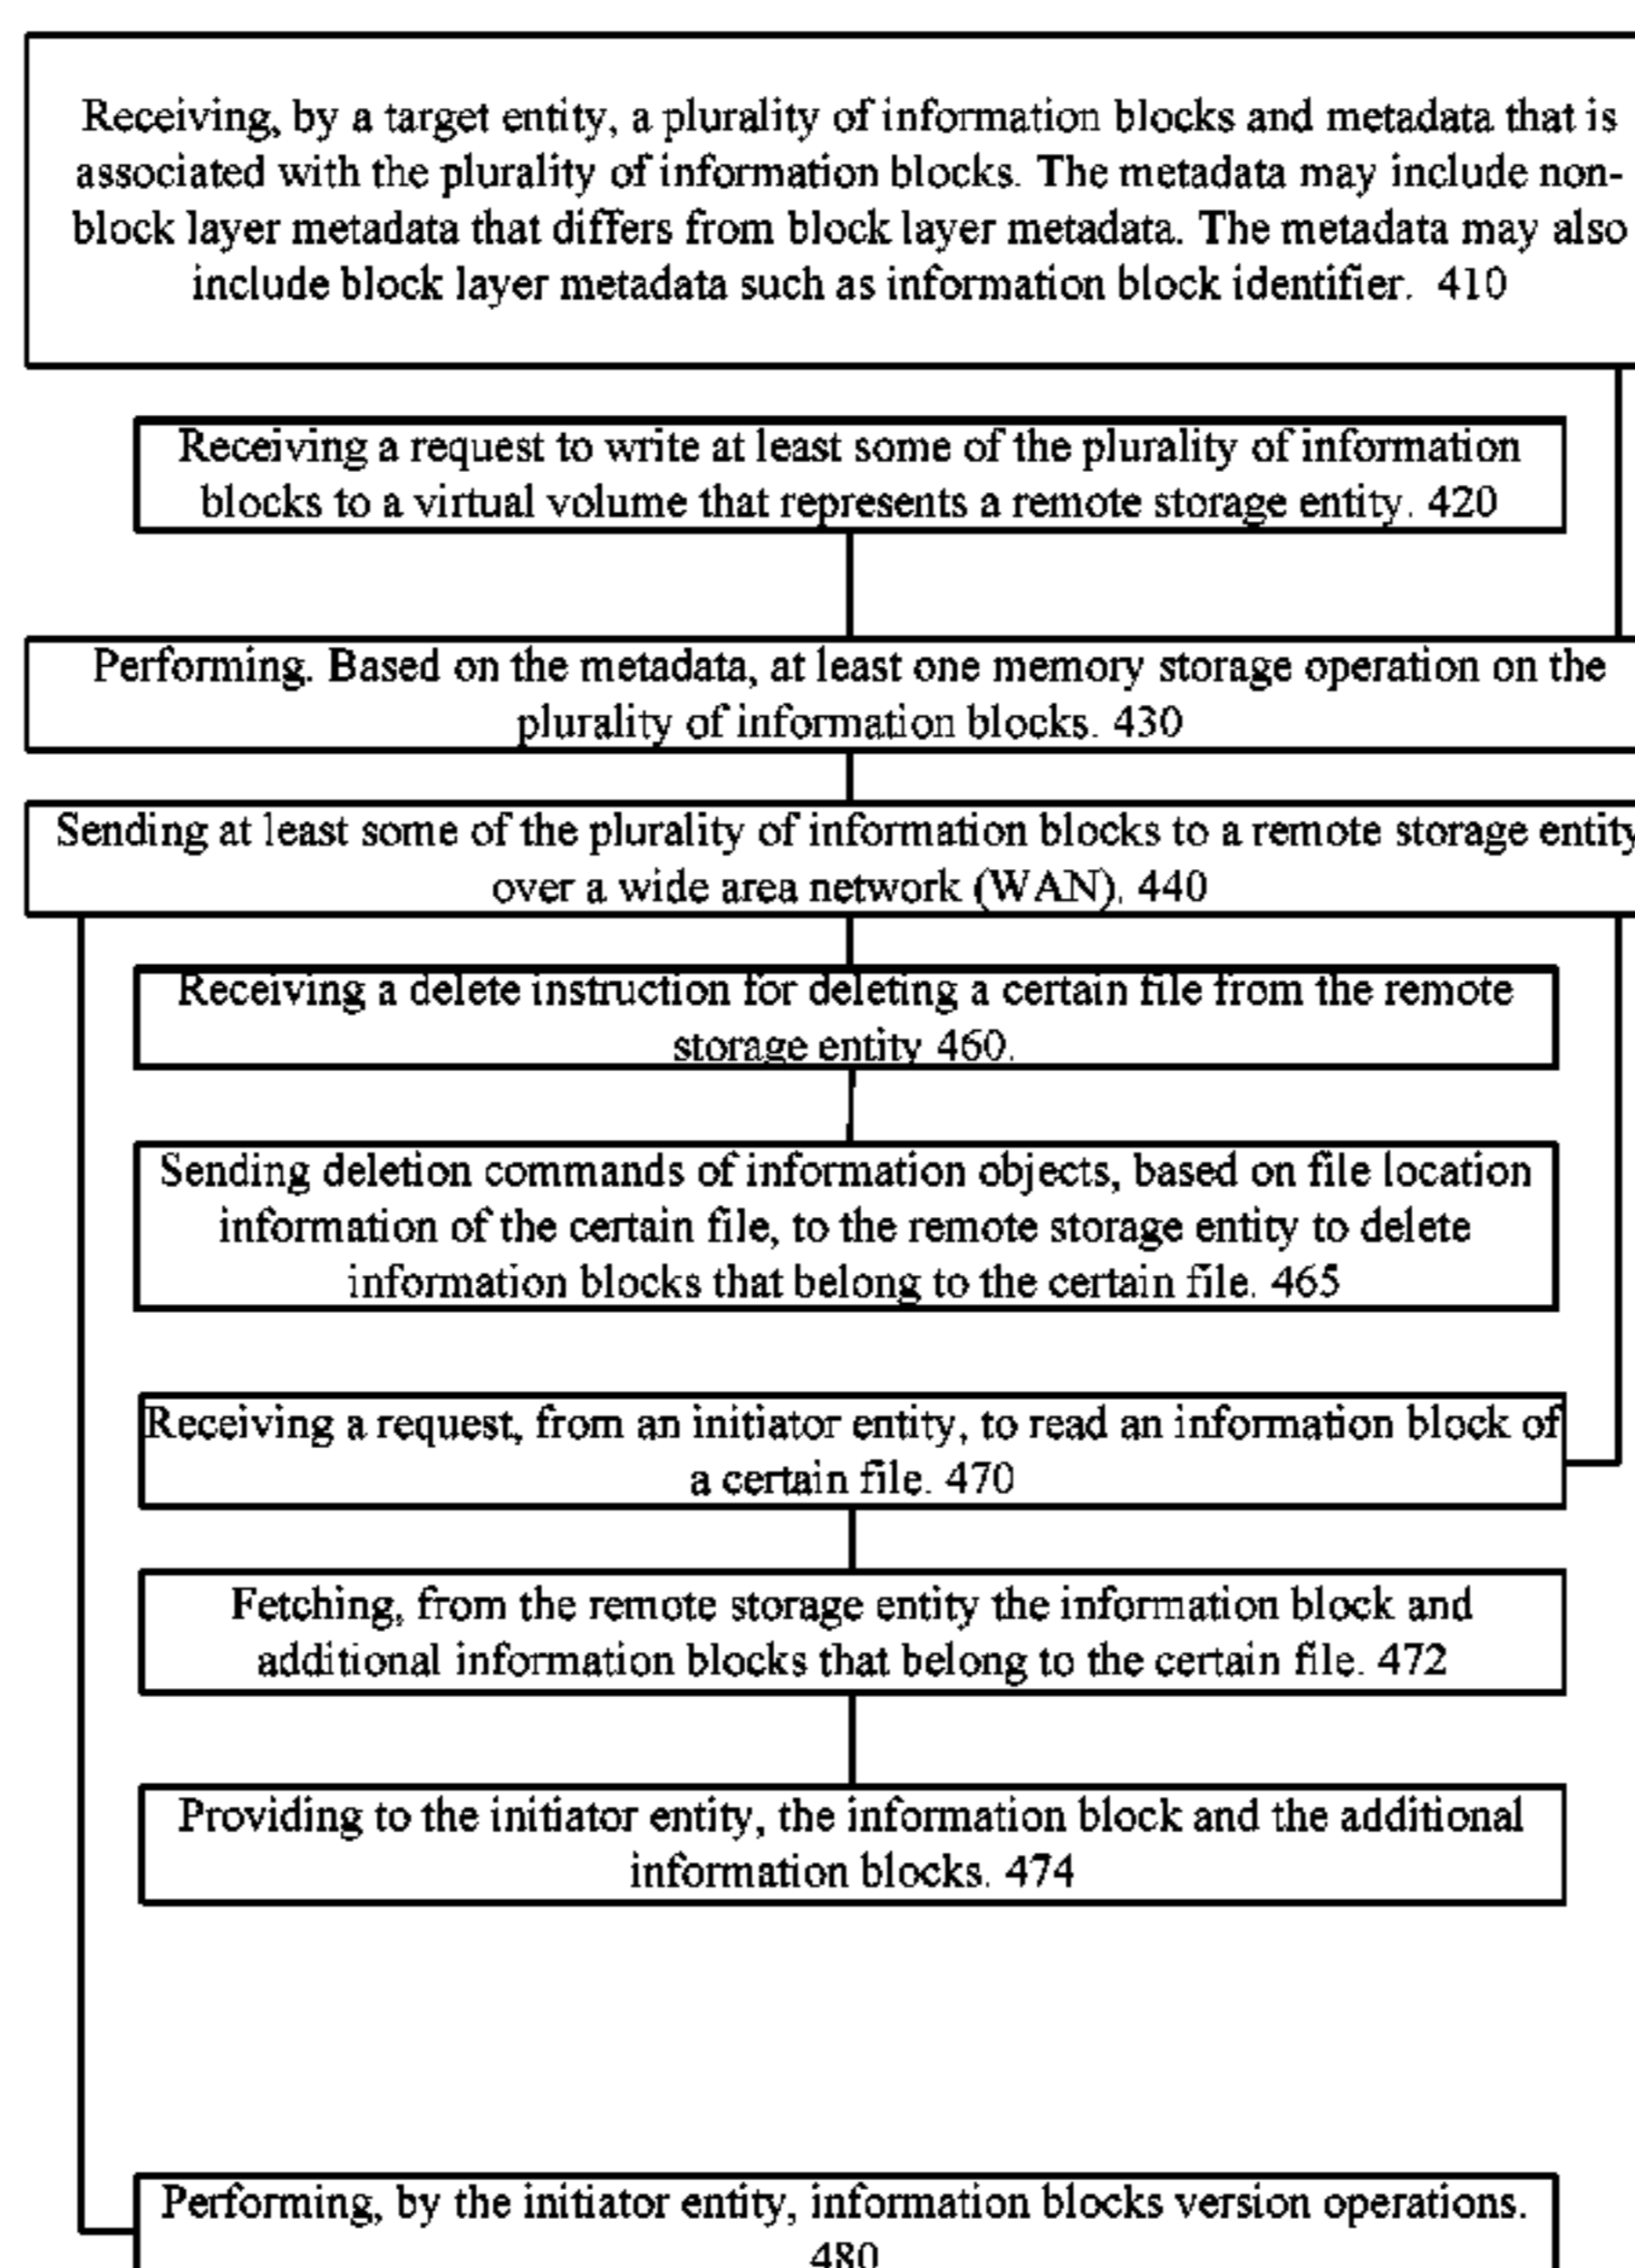 Receiving, by a target entity, a plurality of information blocks and metadata that is
associated with the plurality of information blocks. The metadata may include non-
block layer metadata that differs from block layer metadata. The metadata may also
include block layer metadata such as information block identifier. 410
Receiving a request to write at least some of the plurality of information
blocks to a virtual volume that represents a remote storage entity. 420
Performing. Based on the metadata, at least one memory storage operation on the
plurality of information blocks. 430
Sending at least some of the plurality of information blocks to a remote storage entity
over a wide area network (WAN). 440
Receiving a delete instruction for deleting a certain file from the remote
storage entity 460.
Sending deletion commands of information objects, based on file location
information of the certain file, to the remote storage entity to delete
information blocks that belong to the certain file. 465
Receiving a request, from an initiator entity, to read an information block of
a certain file. 470
Fetching, from the remote storage entity the information block and
additional information blocks that belong to the certain file. 472
Providing to the initiator entity, the information block and the additional
information blocks. 474
Performing, by the initiator entity, information blocks version operations.
480